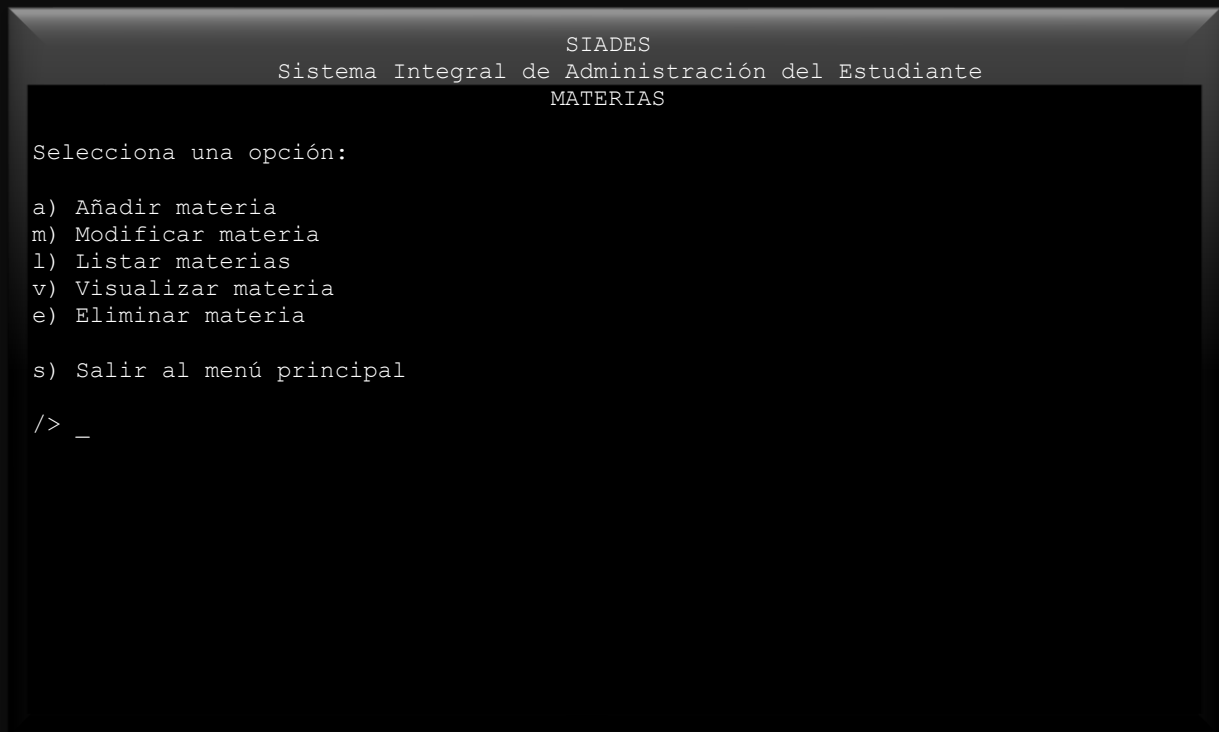 SIADES
Sistema Integral de Administración del Estudiante
MATERIAS
Selecciona una opción:
a) Añadir materia
m) Modificar materia
l) Listar materias
v) Visualizar materia
e) Eliminar materia
s) Salir al menú principal
/> _